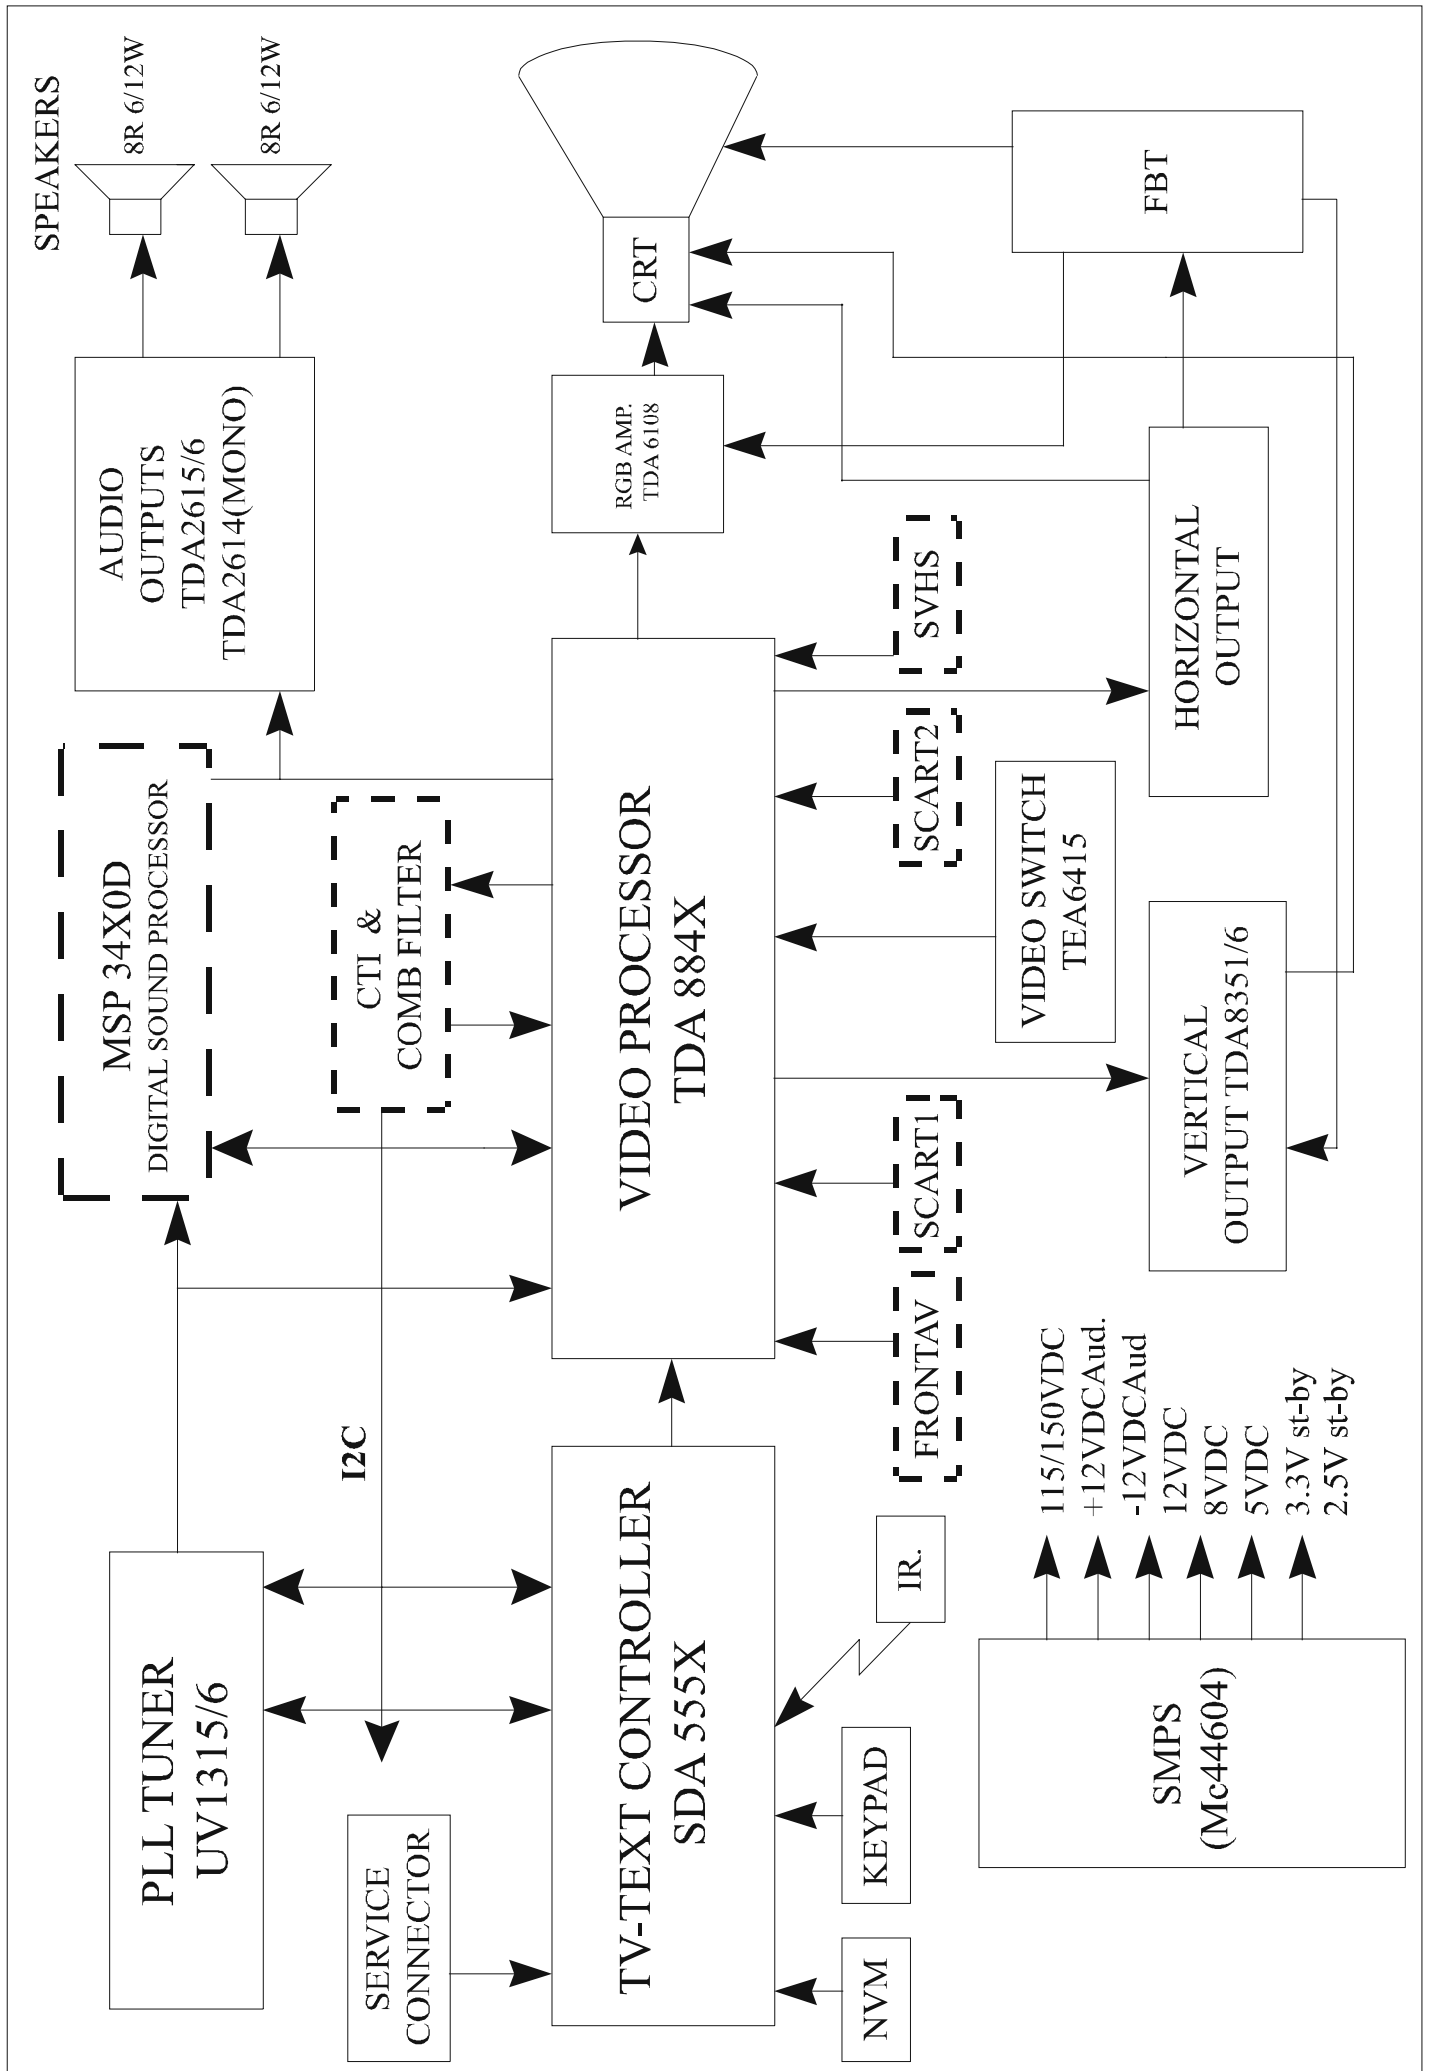 SPEAKERS
8R 6/12W
8R 6/12W
AUDIO
OUTPUTS
TDA2615/6
TDA2614(MONO)
MSP 34X0D
DIGITAL SOUND PROCESSOR
PLL TUNER
UV1315/6
I2C
CTI &
COMB FILTER
SERVICE
CONNECTOR
TV-TEXT CONTROLLER
SDA 555X
VIDEO PROCESSOR
TDA 884X
RGB AMP.
TDA 6108
CRT
NVM
KEYPAD
IR.
FRONTAV
SCART1
SCART2
SVHS
VIDEO SWITCH
TEA6415
SMPS
(Mc44604)
115/150VDC
+12VDCAud.
-12VDCAud
12VDC
8VDC
5VDC
3.3V st-by
2.5V st-by
VERTICAL
OUTPUT TDA8351/6
HORIZONTAL
OUTPUT
FBT